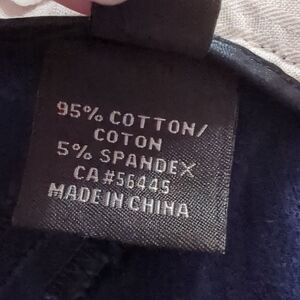 95% COTTON/
COTON
5% SPANDEX
CA#56445
MADE IN CHINA